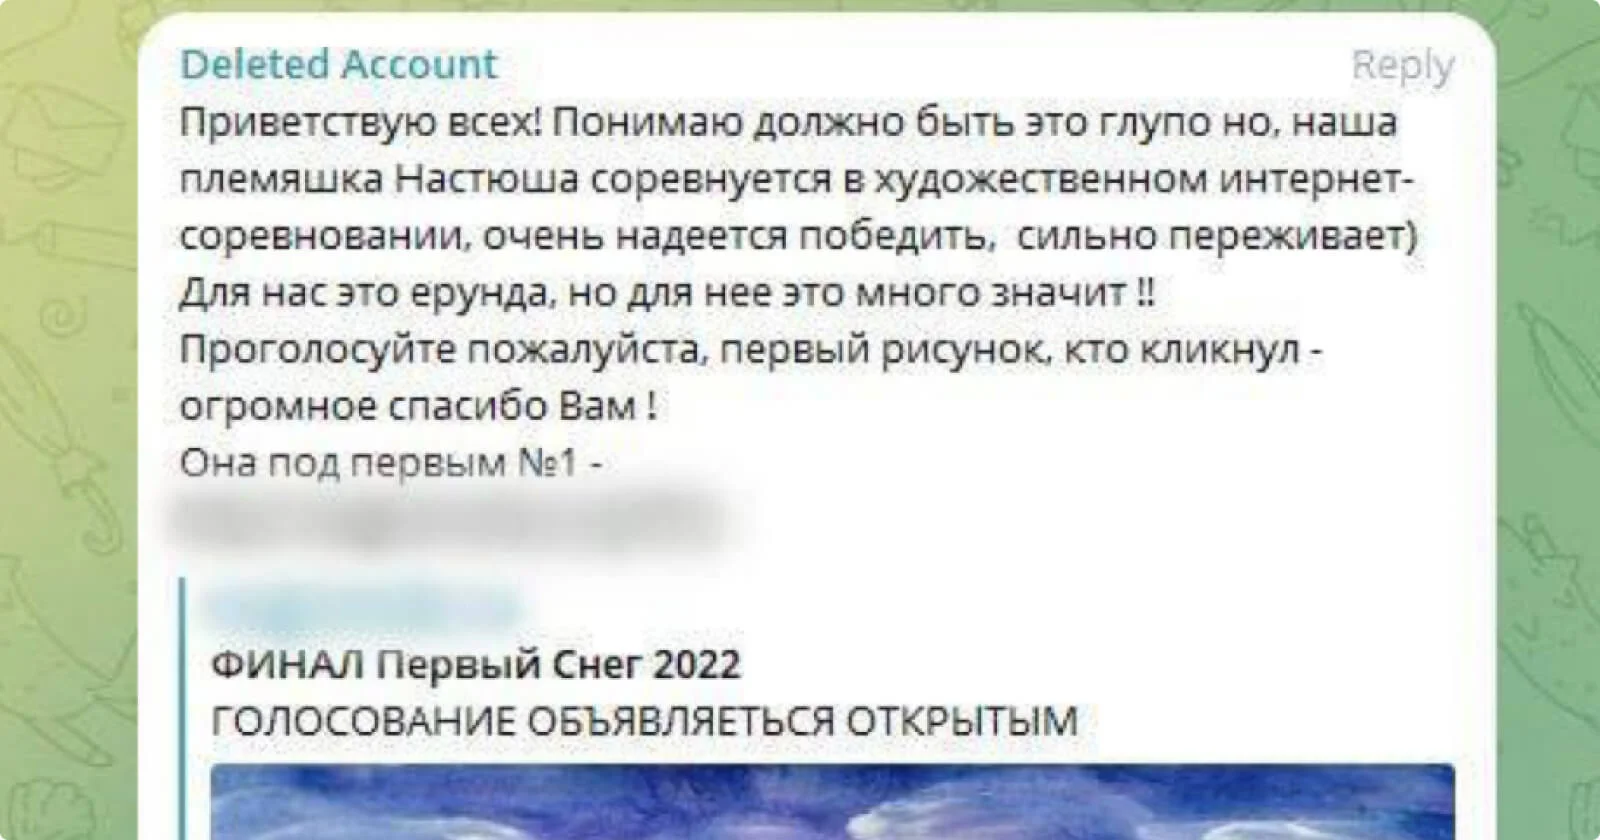 Deleted Account
Reply
Приветствую всех! Понимаю должно быть это глупо но, наша
племяшка Настюша соревнуется в художественном интернет-
соревновании, очень надеется победить, сильно переживает)
Для нас это ерунда, но для нее это много значит !!
Проголосуйте пожалуйста, первый рисунок, кто кликнул -
огромное спасибо Вам !
Она под первым №1 -
ФИНАЛ Первый Снег 2022
ГОЛОСОВАНИЕ ОБЪЯВЛЯЕТЬСЯ ОТКРЫТЫМ